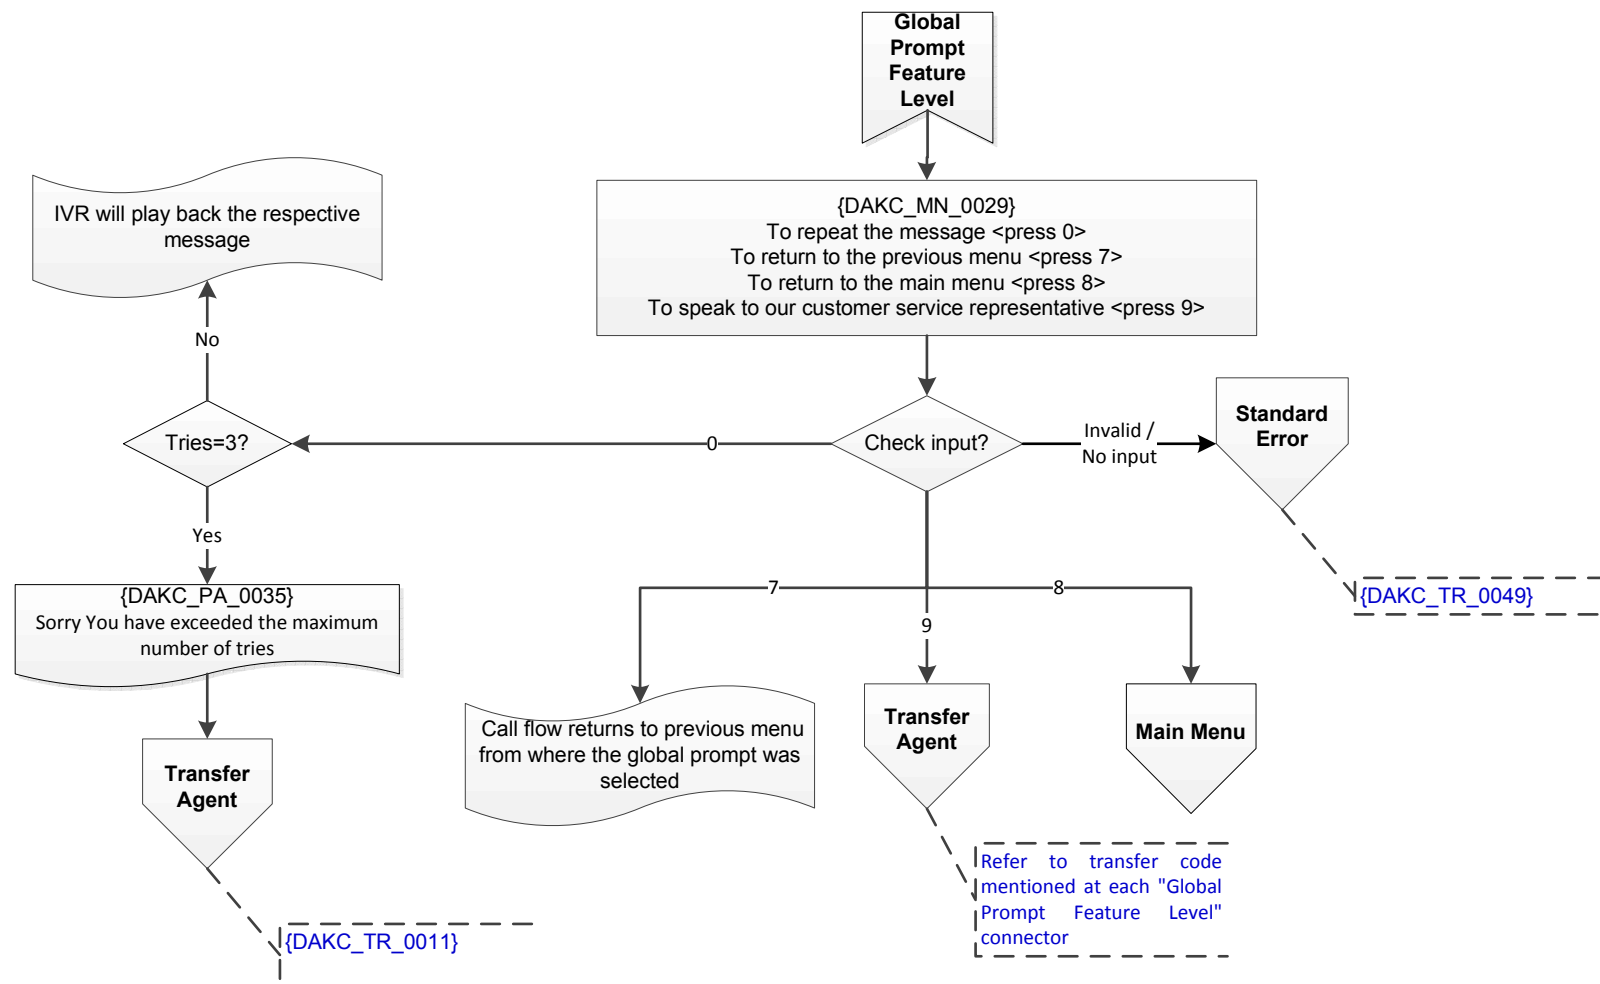 Global
Prompt
Feature
Level
IVR will play back the respective
message
{DAKC_MN_0029}
To repeat the message <press 0>
To return to the previous menu <press 7>
To return to the main menu <press 8>
To speak to our customer service representative <press 9>
No
Tries=3?
0
Check input?
Invalid /
No input
Standard
Error
Yes
{DAKC_PA_0035}
Sorry You have exceeded the maximum
number of tries
7
8
9
{DAKC_TR_0049}
Call flow returns to previous menu
from where the global prompt was
selected
Transfer
Agent
Main Menu
Transfer
Agent
Refer to transfer code
mentioned at each "Global
Prompt Feature Level"
connector
{DAKC_TR_0011}